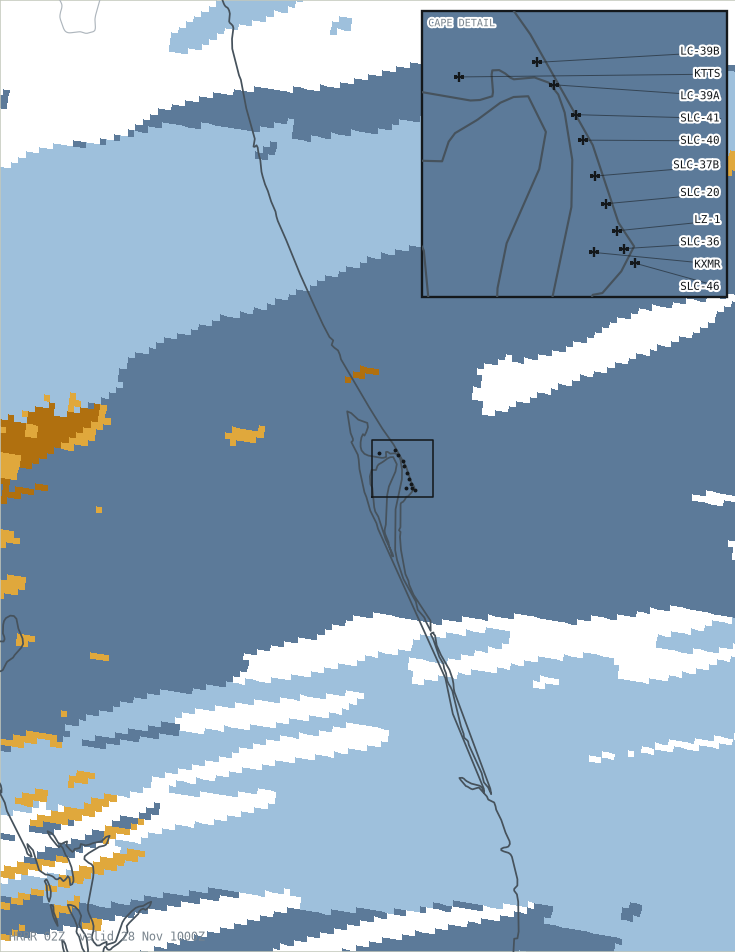 CAPE DETAIL
LC-39B
KTTS
LC-39A
SLC-41
SLC-40
SLC-37B
SLC-20
LZ-1
SLC-36
KXMR
SLC-46
HRRR 02Z valid 28 Nov 1000Z